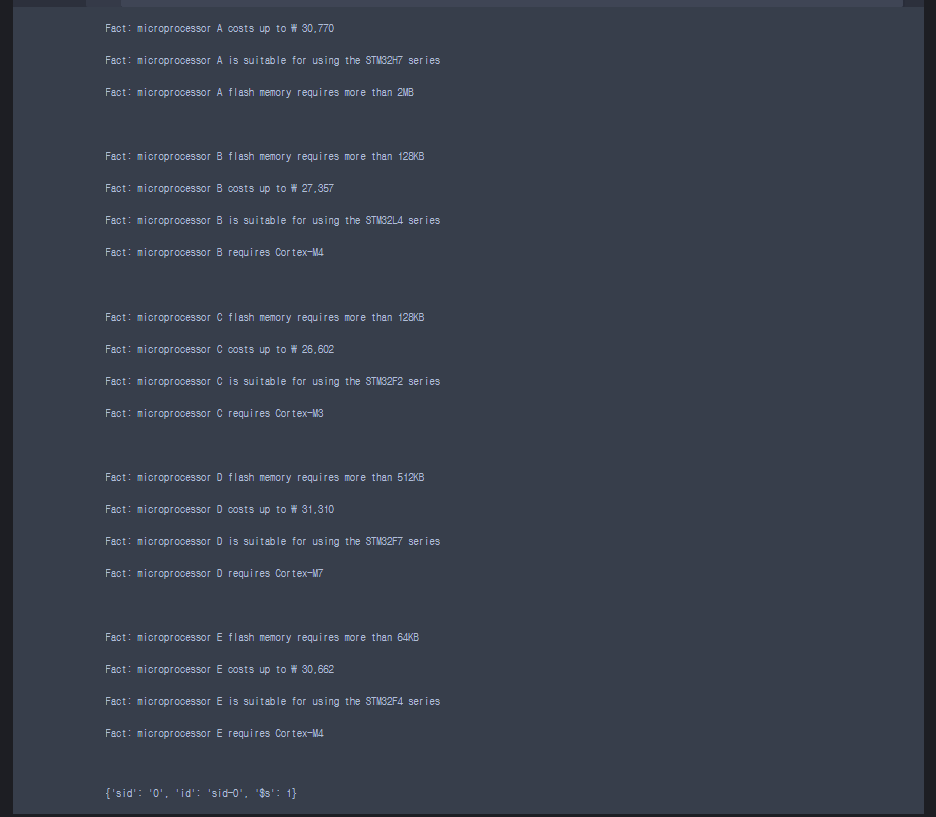 Fact: microprocessor A costs up to ₩ 30,770
Fact: microprocessor A is suitable for using the STM32H7 series
Fact: microprocessor A flash memory requires more than 2MB
Fact: microprocessor B flash memory requires more than 128KB
Fact: microprocessor B costs up to ₩ 27,357
Fact: microprocessor B is suitable for using the STM32L4 series
Fact: microprocessor B requires Cortex-M4
Fact: microprocessor C flash memory requires more than 128KB
Fact: microprocessor C costs up to ₩ 26,602
Fact: microprocessor C is suitable for using the STM32F2 series
Fact: microprocessor C requires Cortex-M3
Fact: microprocessor D flash memory requires more than 512KB
Fact: microprocessor D costs up to ₩ 31,310
Fact: microprocessor D is suitable for using the STM32F7 series
Fact: microprocessor D requires Cortex-M7
Fact: microprocessor E flash memory requires more than 64KB
Fact: microprocessor E costs up to ₩ 30,662
Fact: microprocessor E is suitable for using the STM32F4 series
Fact: microprocessor E requires Cortex-M4
{'sid': '0', 'id': 'sid-0', '$s': 1}